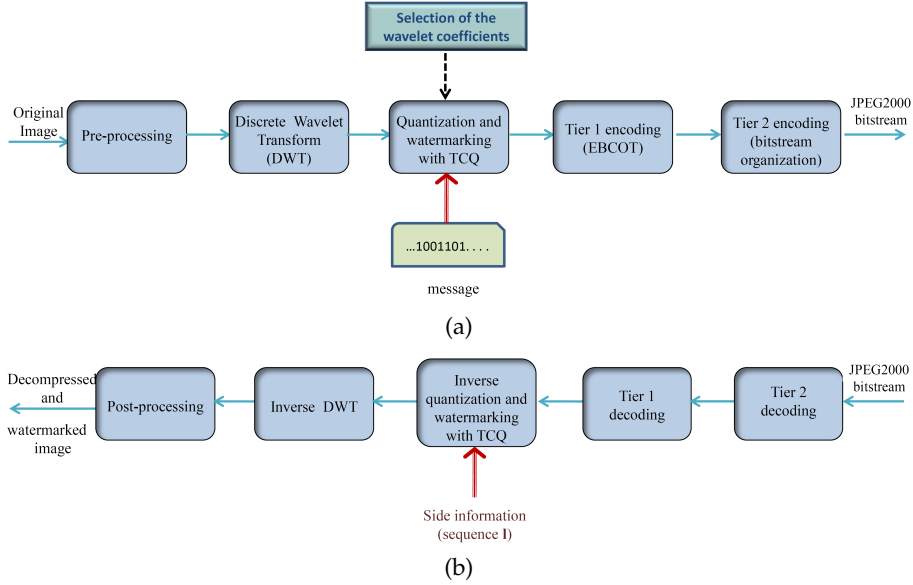 Selection of the
wavelet coefficients
Original
Image
Pre-processing
Discrete Wavelet
Transform
(DWT)
Quantization and
watermarking
with TCQ
Tier 1 encoding
(EBCOT)
Tier 2 encoding
(bitstream
organization)
JPEG2000
bitstream
...1001101. . . .
message
(a)
Decompressed
and
watermarked
image
Post-processing
Inverse DWT
Inverse
quantization and
watermarking
with TCQ
Tier 1
decoding
Tier 2
decoding
JPEG2000
bitstream
Side information
(sequence l)
(b)